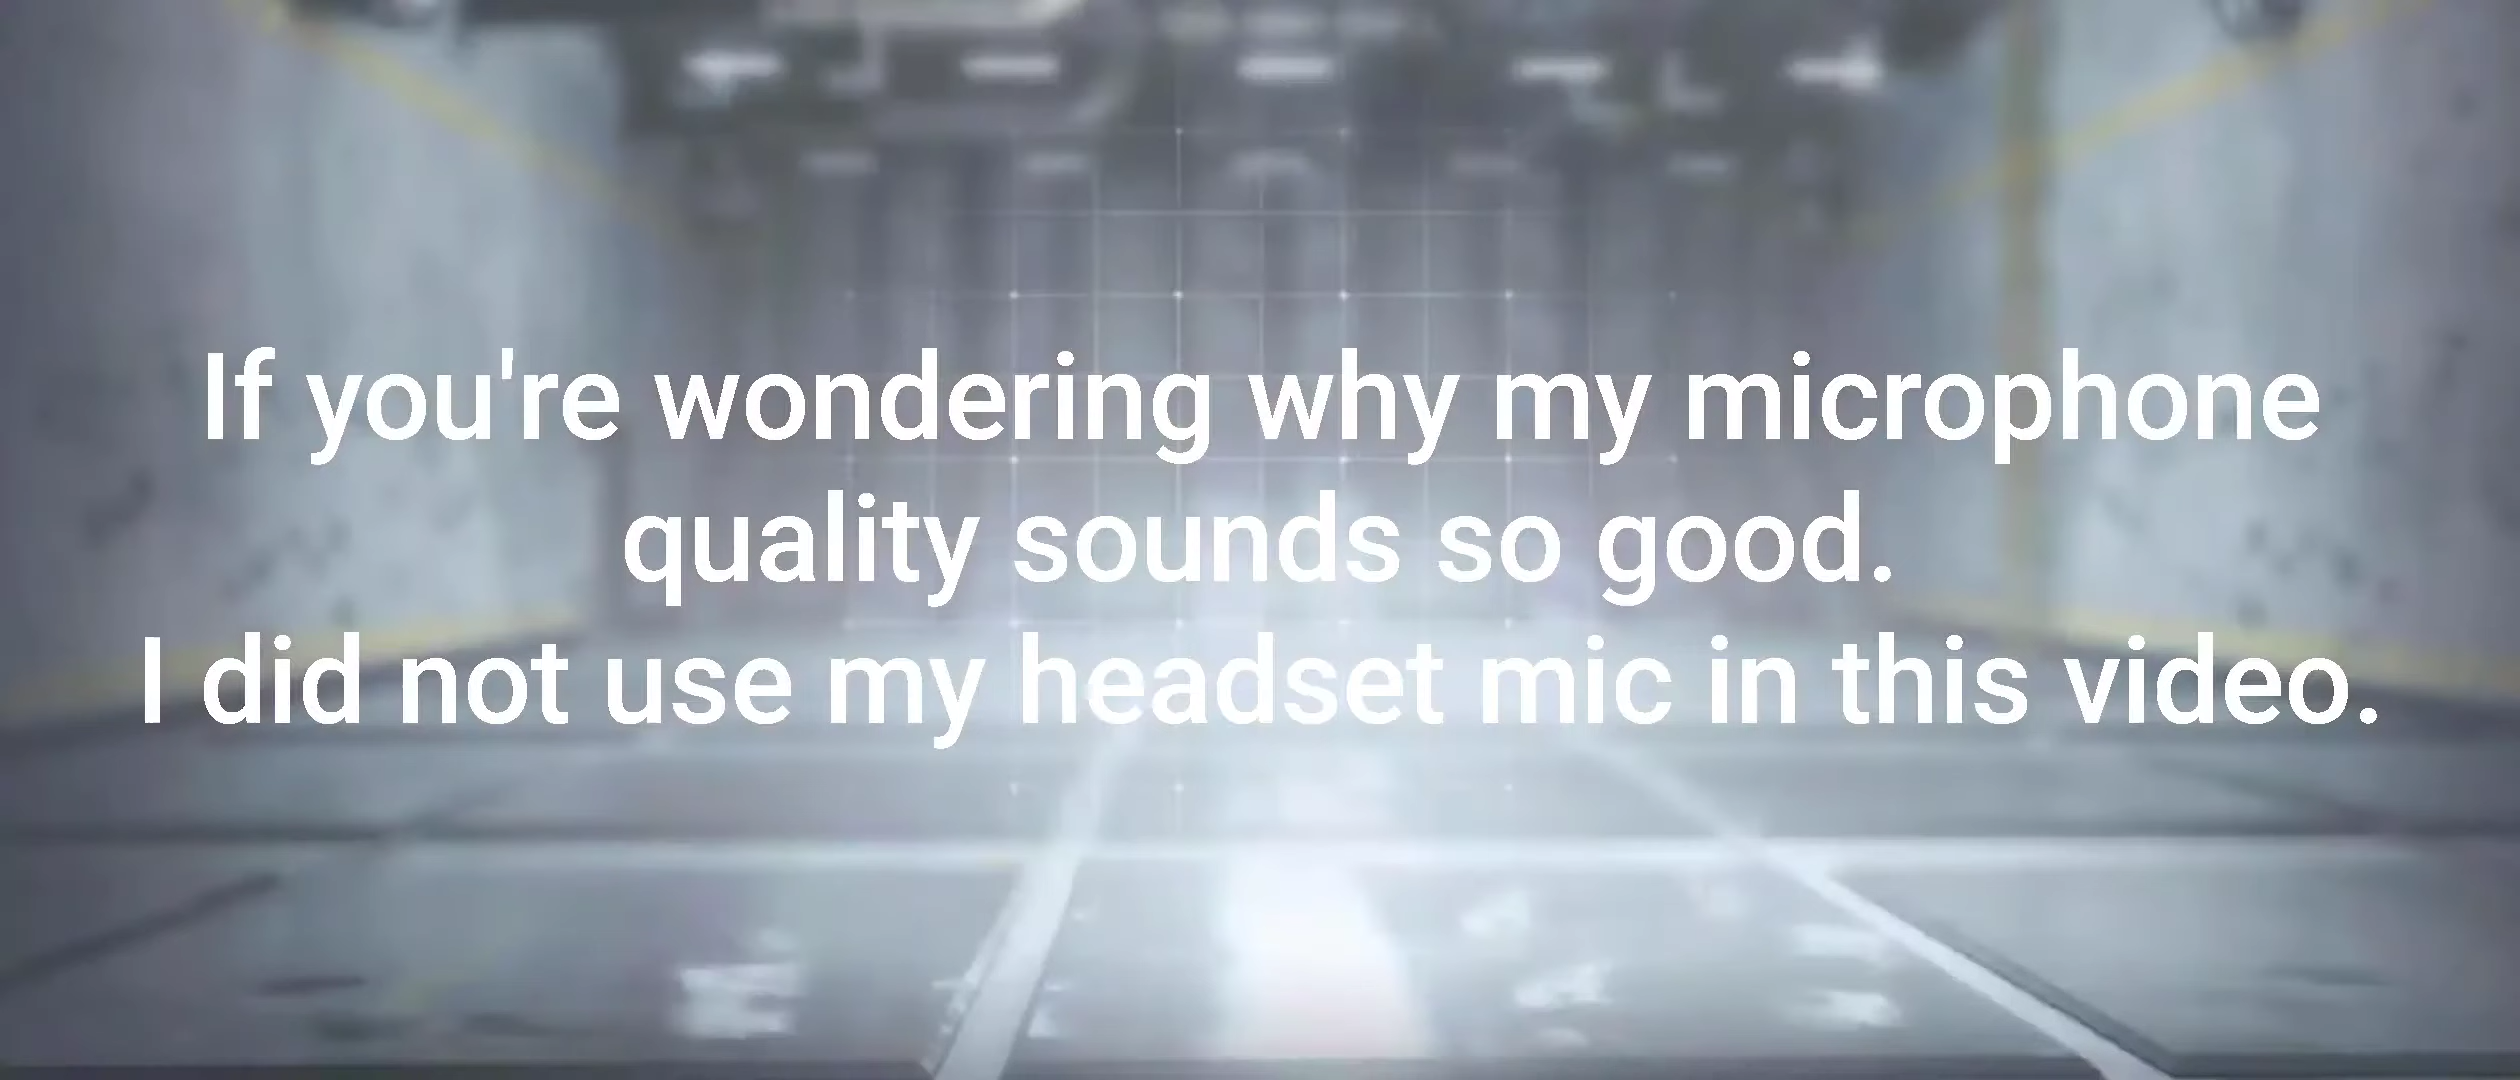 If you're wondering why my microphone
quality sounds so good.
I did not use my headset mic in this video.